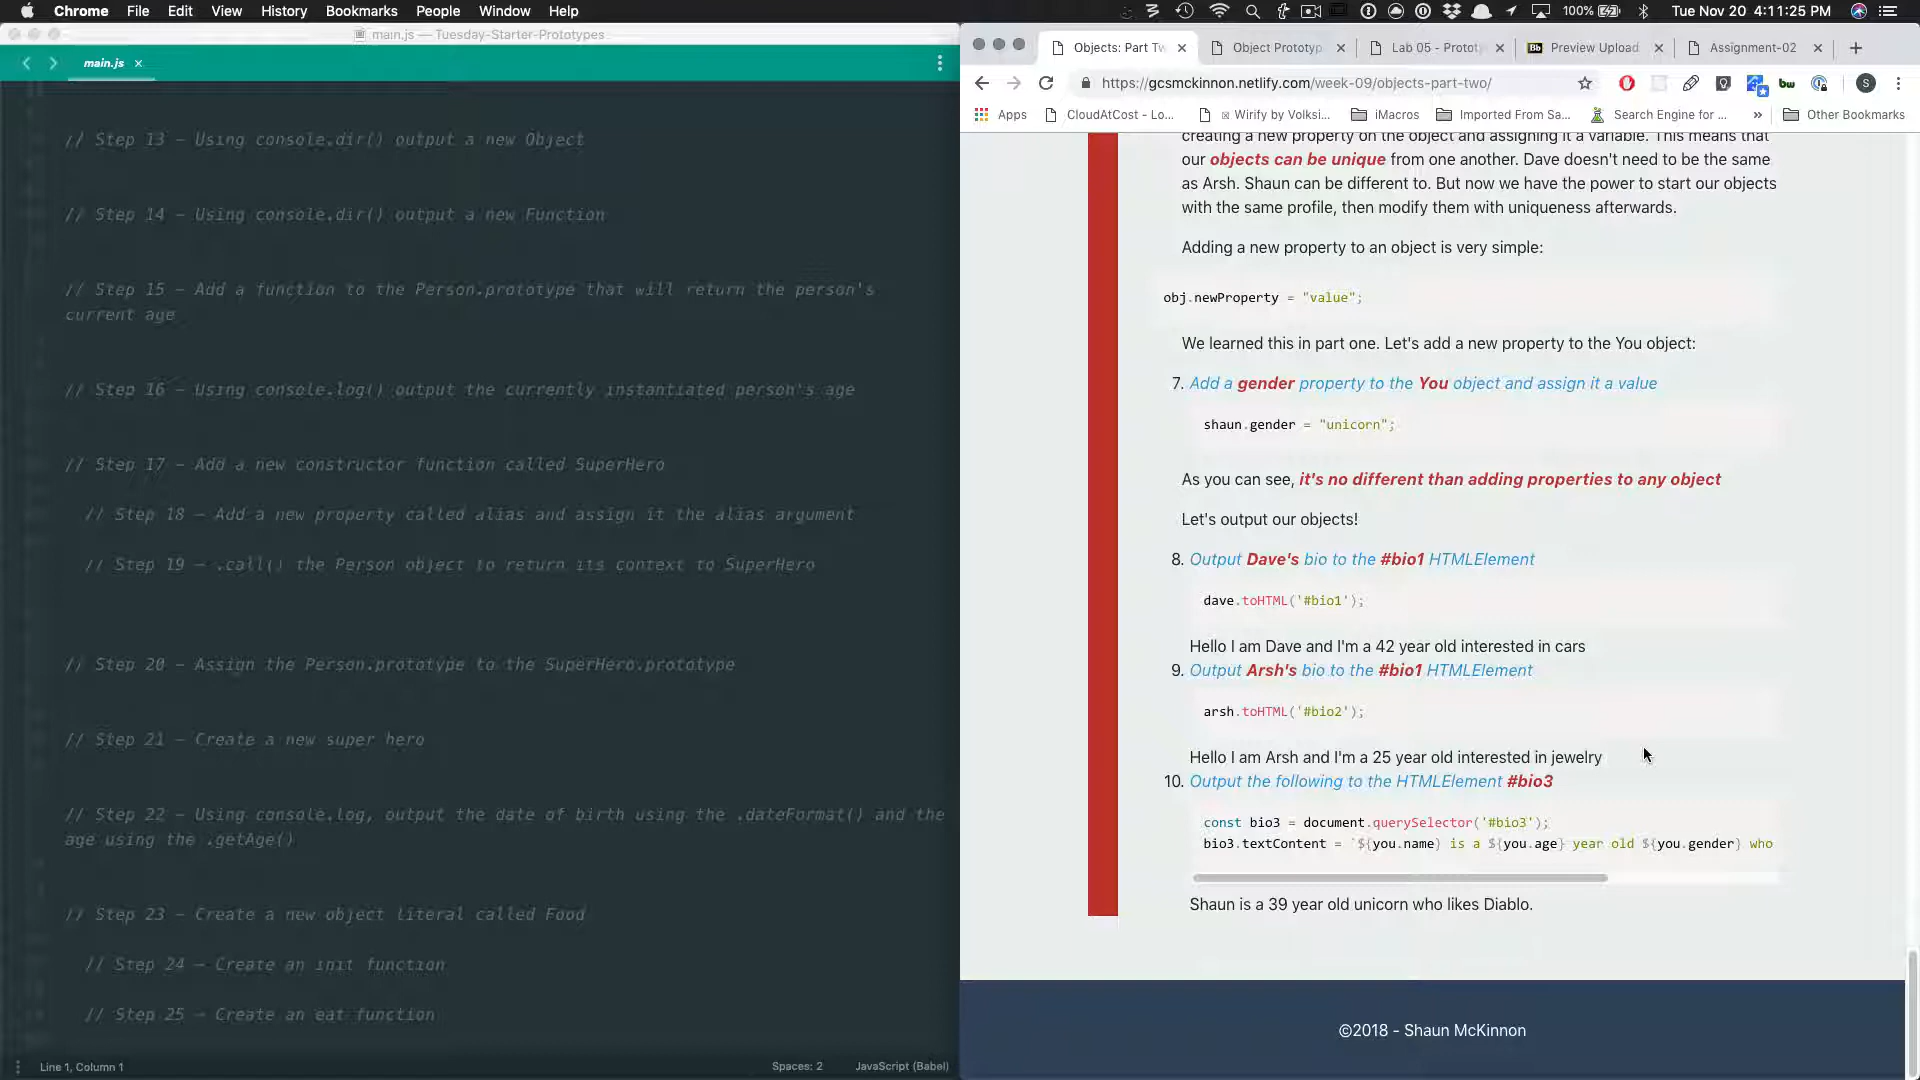 Chrome File Edit View History Bookmarks People Window Help
100% Tue Nov 20 4:11:25 PM
main.js — Tuesday-Starter-Prototypes
main.js ×
// Step 13 – Using console.dir() output a new Object
// Step 14 – Using console.dir() output a new Function
// Step 15 – Add a function to the Person.prototype that will return the person's
current age
// Step 16 – Using console.log() output the currently instantiated person's age
// Step 17 – Add a new constructor function called SuperHero
// Step 18 – Add a new property called alias and assign it the alias argument
// Step 19 – .call() the Person object to return its context to SuperHero
// Step 20 – Assign the Person.prototype to the SuperHero.prototype
// Step 21 – Create a new super hero
// Step 22 – Using console.log, output the date of birth using the .dateFormat() and the
age using the .getAge()
// Step 23 – Create a new object literal called Food
// Step 24 – Create an init function
// Step 25 – Create an eat function
Line 1, Column 1
Spaces: 2
JavaScript (Babel)
Objects: Part Tw
Object Prototyp
Lab 05 - Protot
Bb Preview Upload
Assignment-02
https://gcsmckinnon.netlify.com/week-09/objects-part-two/
bw
S
Apps
CloudAtCost - Lo...
Wirify by Volksi...
iMacros
Imported From Sa...
Search Engine for ...
»
Other Bookmarks
creating a new property on the object and assigning it a variable. This means that
our objects can be unique from one another. Dave doesn't need to be the same
as Arsh. Shaun can be different to. But now we have the power to start our objects
with the same profile, then modify them with uniqueness afterwards.
Adding a new property to an object is very simple:
obj.newProperty = "value";
We learned this in part one. Let's add a new property to the You object:
7. Add a gender property to the You object and assign it a value
shaun.gender = "unicorn";
As you can see, it's no different than adding properties to any object
Let's output our objects!
8. Output Dave's bio to the #bio1 HTMLElement
dave.toHTML('#bio1');
Hello I am Dave and I'm a 42 year old interested in cars
9. Output Arsh's bio to the #bio1 HTMLElement
arsh.toHTML('#bio2');
Hello I am Arsh and I'm a 25 year old interested in jewelry
10. Output the following to the HTMLElement #bio3
const bio3 = document.querySelector('#bio3');
bio3.textContent = `${you.name} is a ${you.age} year old ${you.gender} who
Shaun is a 39 year old unicorn who likes Diablo.
©2018 - Shaun McKinnon